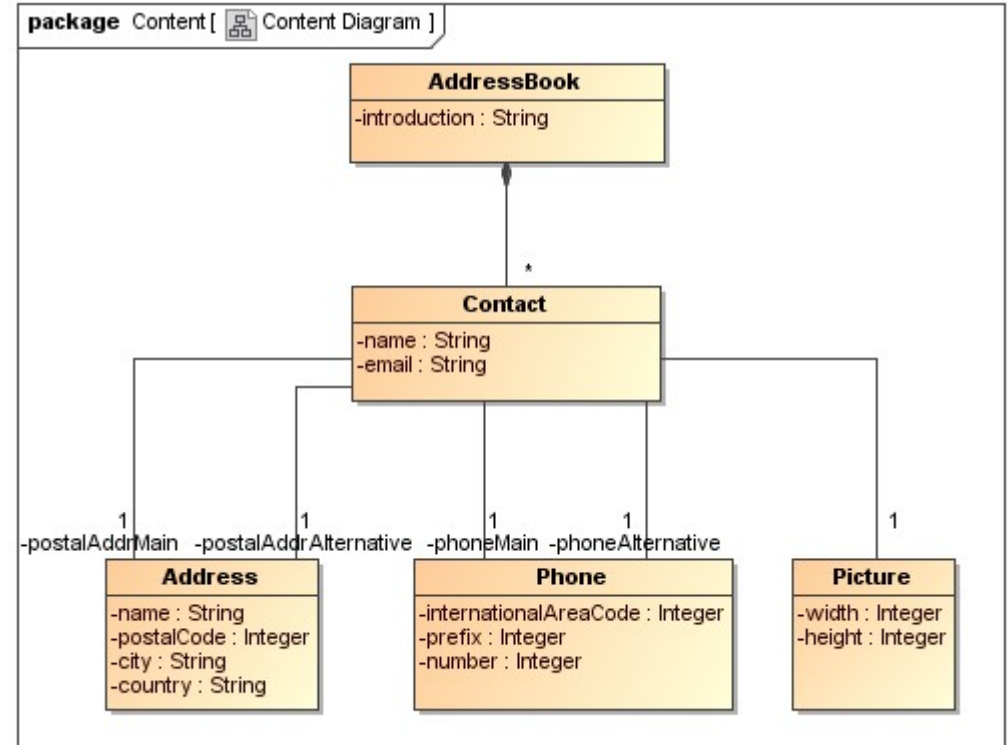 package Content [ Content Diagram ]
AddressBook
-introduction : String
*
Contact
-name : String
-email : String
1 1 1 1 1
-postalAddrMain -postalAddrAlternative -phoneMain -phoneAlternative
Address
-name : String
-postalCode : Integer
-city : String
-country : String
Phone
-internationalAreaCode : Integer
-prefix : Integer
-number : Integer
Picture
-width : Integer
-height : Integer